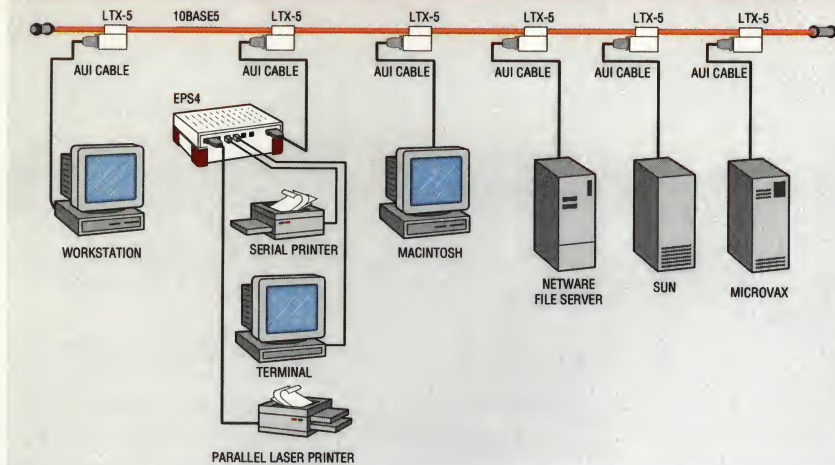 LTX-5 10BASE5 LTX-5 LTX-5 LTX-5 LTX-5 LTX-5
AUI CABLE AUI CABLE AUI CABLE AUI CABLE AUI CABLE AUI CABLE
EPS4
WORKSTATION
SERIAL PRINTER
MACINTOSH
NETWARE
FILE SERVER
SUN
MICROVAX
TERMINAL
PARALLEL LASER PRINTER